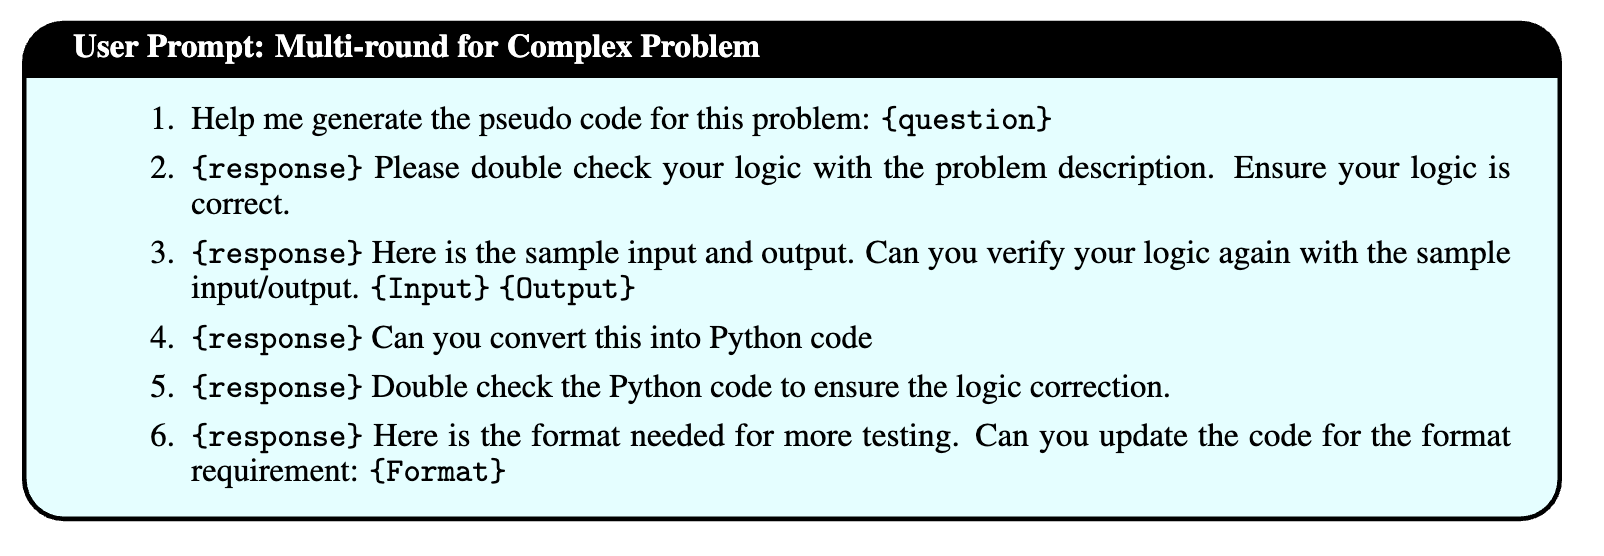 User Prompt: Multi-round for Complex Problem
1. Help me generate the pseudo code for this problem: {question}
2. {response} Please double check your logic with the problem description. Ensure your logic is
correct.
3. {response} Here is the sample input and output. Can you verify your logic again with the sample
input/output. {Input} {Output}
4. {response} Can you convert this into Python code
5. {response} Double check the Python code to ensure the logic correction.
6. {response} Here is the format needed for more testing. Can you update the code for the format
requirement: {Format}